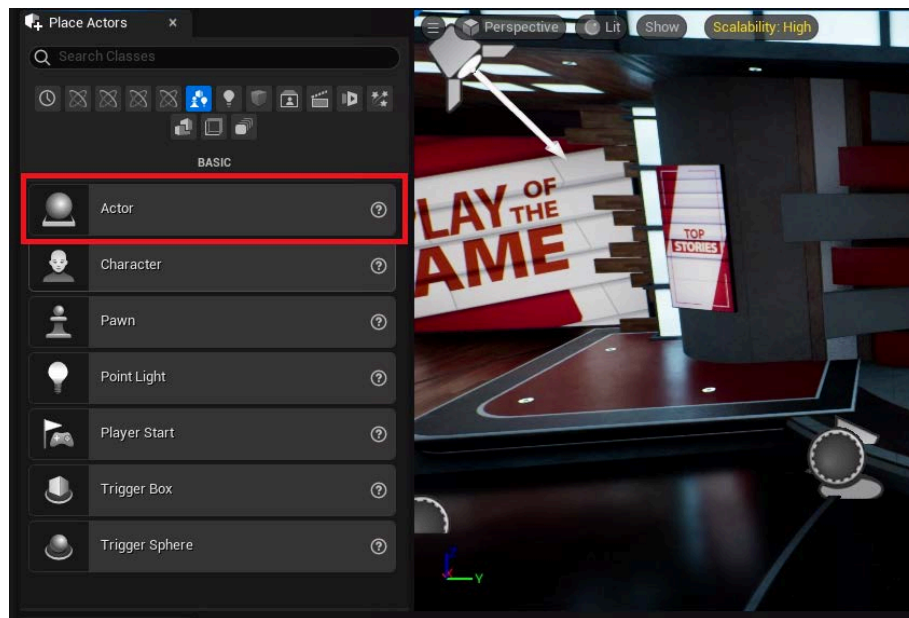 Place Actors
Search Classes
BASIC
Actor
Character
Pawn
Point Light
Player Start
Trigger Box
Trigger Sphere
Perspective
Lit
Show
Scalability: High
LAY OF
THE
AME
TOP
STORIES
Z
Y